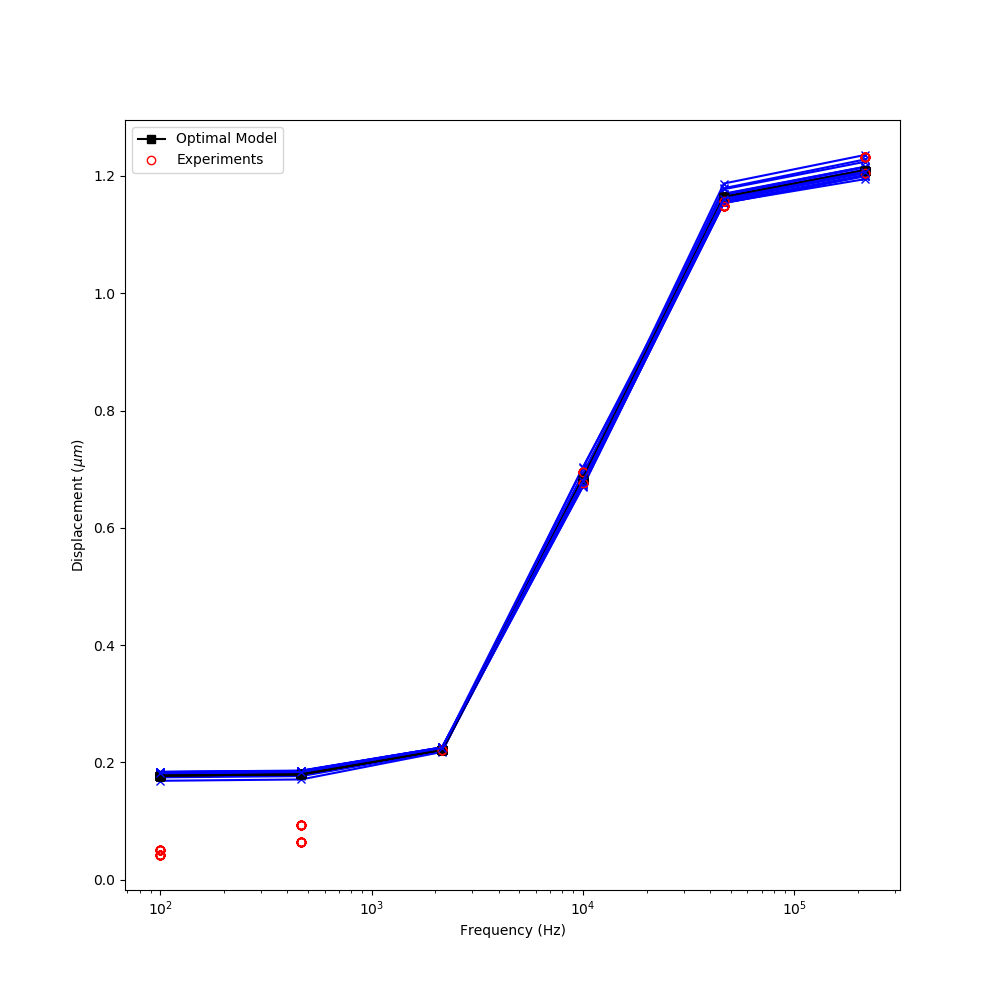 Optimal Model
Experiments
1.2
1.0
0.8
0.6
0.4
0.2
0.0
Displacement (μm)
10² 10³ 10⁴ 10⁵
Frequency (Hz)